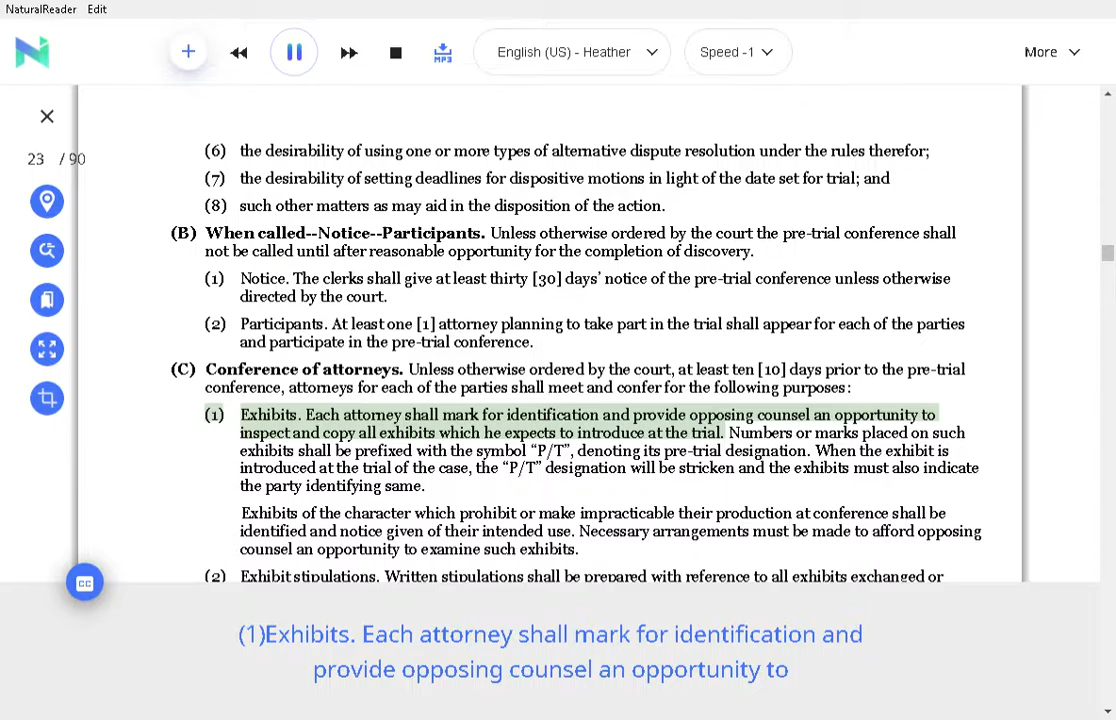 NaturalReader Edit
MP3
English (US) - Heather
Speed -1
More
23 / 90
(6) the desirability of using one or more types of alternative dispute resolution under the rules therefor;
(7) the desirability of setting deadlines for dispositive motions in light of the date set for trial; and
(8) such other matters as may aid in the disposition of the action.
(B) When called--Notice--Participants. Unless otherwise ordered by the court the pre-trial conference shall
not be called until after reasonable opportunity for the completion of discovery.
(1) Notice. The clerks shall give at least thirty [30] days’ notice of the pre-trial conference unless otherwise
directed by the court.
(2) Participants. At least one [1] attorney planning to take part in the trial shall appear for each of the parties
and participate in the pre-trial conference.
(C) Conference of attorneys. Unless otherwise ordered by the court, at least ten [10] days prior to the pre-trial
conference, attorneys for each of the parties shall meet and confer for the following purposes:
(1) Exhibits. Each attorney shall mark for identification and provide opposing counsel an opportunity to
inspect and copy all exhibits which he expects to introduce at the trial. Numbers or marks placed on such
exhibits shall be prefixed with the symbol “P/T”, denoting its pre-trial designation. When the exhibit is
introduced at the trial of the case, the “P/T” designation will be stricken and the exhibits must also indicate
the party identifying same.
Exhibits of the character which prohibit or make impracticable their production at conference shall be
identified and notice given of their intended use. Necessary arrangements must be made to afford opposing
counsel an opportunity to examine such exhibits.
(2) Exhibit stipulations. Written stipulations shall be prepared with reference to all exhibits exchanged or
CC
(1)Exhibits. Each attorney shall mark for identification and
provide opposing counsel an opportunity to